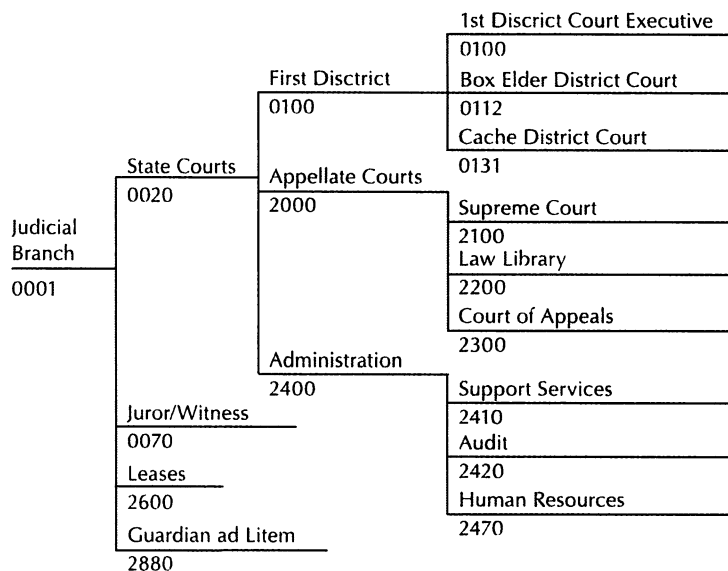 1st Discrict Court Executive
0100
First Disctrict
0100
Box Elder District Court
0112
Cache District Court
0131
State Courts
0020
Appellate Courts
2000
Supreme Court
2100
Law Library
2200
Court of Appeals
2300
Judicial
Branch
0001
Administration
2400
Support Services
2410
Audit
2420
Human Resources
2470
Juror/Witness
0070
Leases
2600
Guardian ad Litem
2880